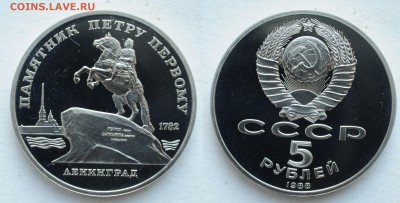 COINS.LAVE.RU
ПАМЯТНИК ПЕТРУ ПЕРВОМУ
1782
ЛЕНИНГРАД
СССР
5
РУБЛЕЙ
1988